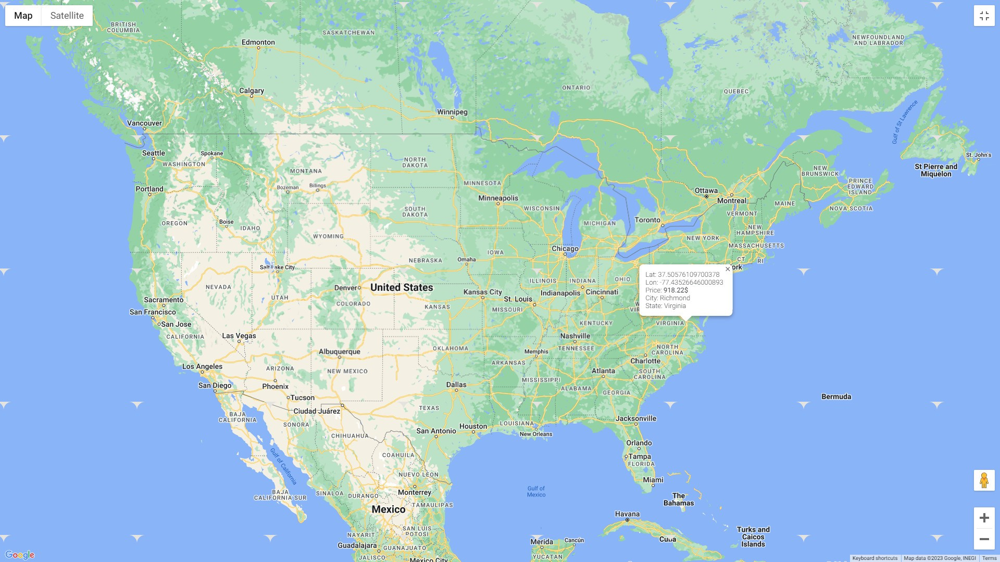 Map
Satellite
BRITISH
COLUMBIA
SASKATCHEWAN
NEWFOUNDLAND
AND LABRADOR
Edmonton
Calgary
ONTARIO
QUEBEC
Gulf of St Lawrence
Winnipeg
Vancouver
Seattle
Spokane
WASHINGTON
NORTH
DAKOTA
St. John's
St Pierre and
Miquelon
NEW
BRUNSWICK
MONTANA
Bozeman
Billings
MINNESOTA
PRINCE
EDWARD
ISLAND
Portland
Minneapolis
Ottawa
Montreal
MAINE
SOUTH
DAKOTA
WISCONSIN
NOVA SCOTIA
VERMONT
OREGON
Boise
IDAHO
MICHIGAN
Toronto
NEW
HAMPSHIRE
WYOMING
NEW YORK
MASSACHUSETTS
Chicago
IOWA
NEBRASKA
Omaha
CT
RI
Salt Lake City
ork
Lat: 37.50576109700378
Lon: -77.43526646000893
Price: 918.22$
City: Richmond
State: Virginia
NEVADA
United States
Denver
ILLINOIS
INDIANA
OHIO
UTAH
COLORADO
Kansas City
St. Louis
Indianapolis
Cincinnati
Sacramento
KANSAS
MISSOURI
W
VIR
San Francisco
San Jose
KENTUCKY
VIRGINIA
CALIFORNIA
Las Vegas
Nashville
TENNESSEE
Albuquerque
OKLAHOMA
Memphis
NORTH
CAROLINA
ARKANSAS
Charlotte
Los Angeles
ARIZONA
NEW MEXICO
Atlanta
SOUTH
CAROLINA
San Diego
Phoenix
Dallas
MISSISSIPPI
ALABAMA
GEORGIA
Tucson
Bermuda
Ciudad Juárez
TEXAS
BAJA
CALIFORNIA
SONORA
Jacksonville
CHIHUAHUA
San Antonio
Houston
LOUISIANA
New Orleans
Gulf of California
COAHUILA
Orlando
Tampa
FLORIDA
NUEVO LEON
Miami
BAJA
CALIFORNIA SUR
SINALOA
DURANGO
Monterrey
Gulf of
Mexico
The
Bahamas
Mexico
TAMAULIPAS
Havana
SAN LUIS
POTOSI
NAYARIT
Cuba
Turks and
Caicos
Islands
Guadalajara
GUANAJUATO
Merida
Cancún
JALISCO
YUCATAN
Mexico City
Google
Keyboard shortcuts
Map data ©2023 Google, INEGI
Terms